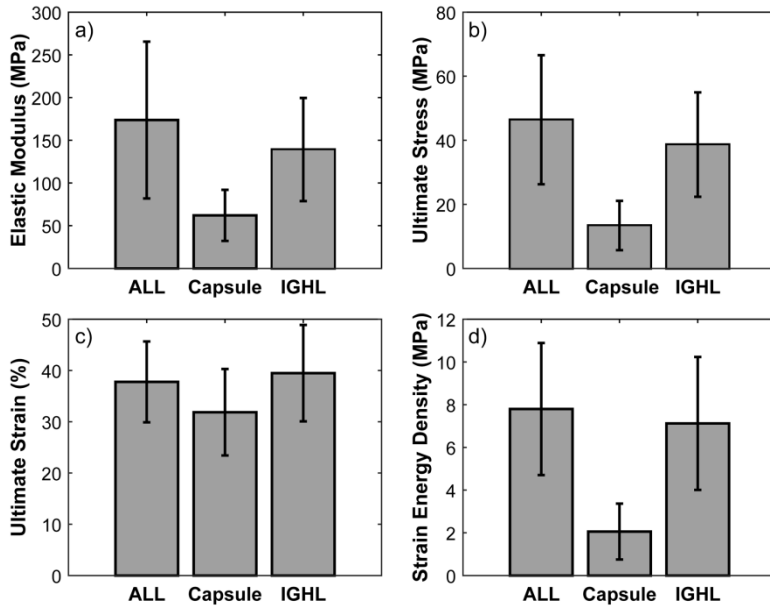 a)
Elastic Modulus (MPa)
300
250
200
150
100
50
0
ALL Capsule IGHL
b)
Ultimate Stress (MPa)
80
60
40
20
0
ALL Capsule IGHL
c)
Ultimate Strain (%)
50
40
30
20
10
0
ALL Capsule IGHL
d)
Strain Energy Density (MPa)
12
10
8
6
4
2
0
ALL Capsule IGHL